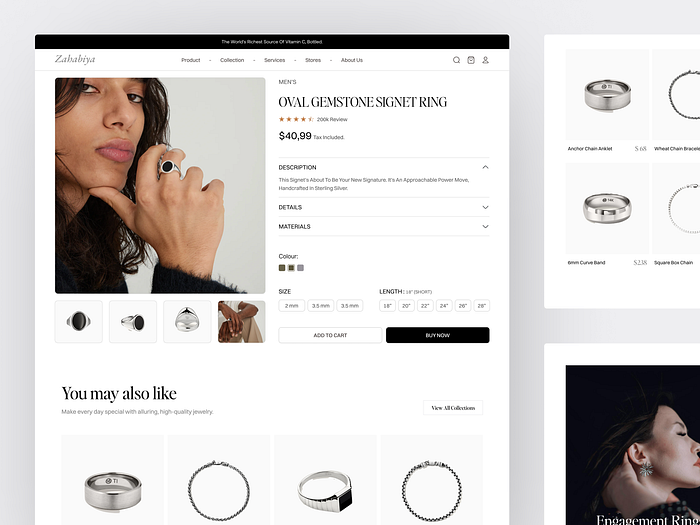 The World's Richest Source Of Vitamin C, Bottled.
Zahabiya
Product - Collection - Services - Stores - About Us
MEN'S
OVAL GEMSTONE SIGNET RING
200k Review
$40,99 Tax Included.
DESCRIPTION
This Signet's About To Be Your New Signature. It's An Approachable Power Move,
Handcrafted In Sterling Silver.
DETAILS
MATERIALS
Colour:
SIZE
2 mm 3.5 mm 3.5 mm
LENGTH : 18" (SHORT)
18" 20" 22" 24" 26" 28"
ADD TO CART
BUY NOW
You may also like
Make every day special with alluring, high-quality jewelry.
View All Collections
TI
TI
Anchor Chain Anklet $ 68
Wheat Chain Bracele
6mm Curve Band $238
Square Box Chain
Engagement Ring